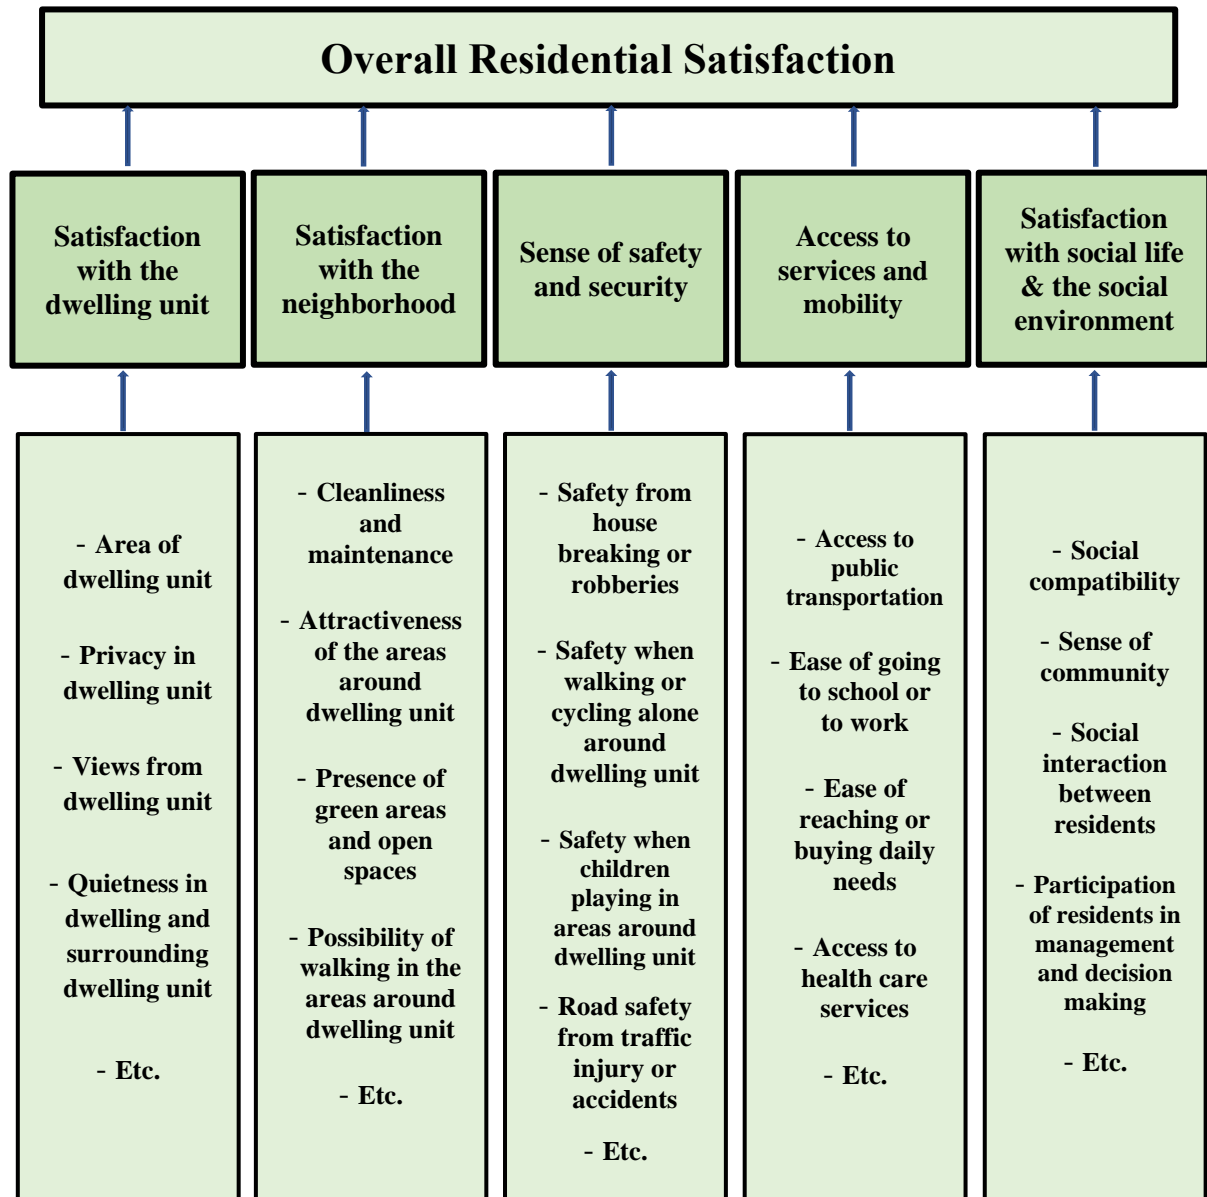 Overall Residential Satisfaction
Satisfaction
with the
dwelling unit
Satisfaction
with the
neighborhood
Sense of safety
and security
Access to
services and
mobility
Satisfaction
with social life
& the social
environment
- Area of
dwelling unit
- Privacy in
dwelling unit
- Views from
dwelling unit
- Quietness in
dwelling and
surrounding
dwelling unit
- Etc.
- Cleanliness
and
maintenance
- Attractiveness
of the areas
around
dwelling unit
- Presence of
green areas
and open
spaces
- Possibility of
walking in the
areas around
dwelling unit
- Etc.
- Safety from
house
breaking or
robberies
- Safety when
walking or
cycling alone
around
dwelling unit
- Safety when
children
playing in
areas around
dwelling unit
- Road safety
from traffic
injury or
accidents
- Etc.
- Access to
public
transportation
- Ease of going
to school or
to work
- Ease of
reaching or
buying daily
needs
- Access to
health care
services
- Etc.
- Social
compatibility
- Sense of
community
- Social
interaction
between
residents
- Participation
of residents in
management
and decision
making
- Etc.